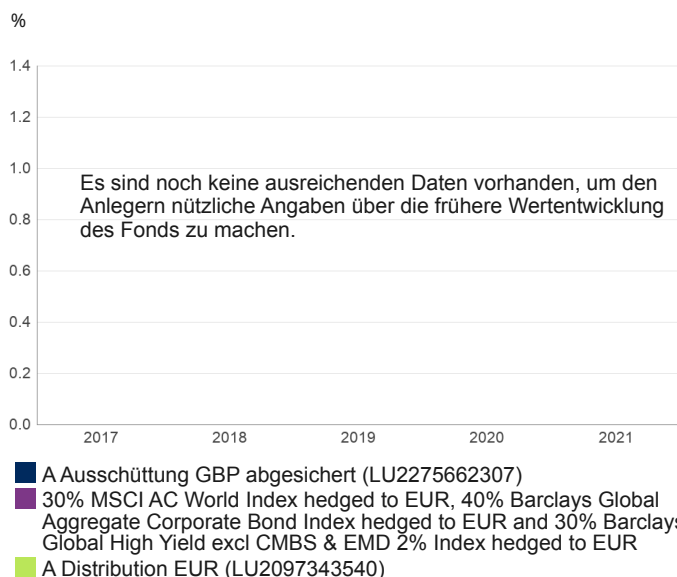 %
1.4
1.2
1.0
Es sind noch keine ausreichenden Daten vorhanden, um den
Anlegern nützliche Angaben über die frühere Wertentwicklung
0.8
des Fonds zu machen.
0.6
0.4
0.2
0.0
2017 2018 2019 2020 2021
A Ausschüttung GBP abgesichert (LU2275662307)
30% MSCI AC World Index hedged to EUR, 40% Barclays Global
Aggregate Corporate Bond Index hedged to EUR and 30% Barclays
Global High Yield excl CMBS & EMD 2% Index hedged to EUR
A Distribution EUR (LU2097343540)